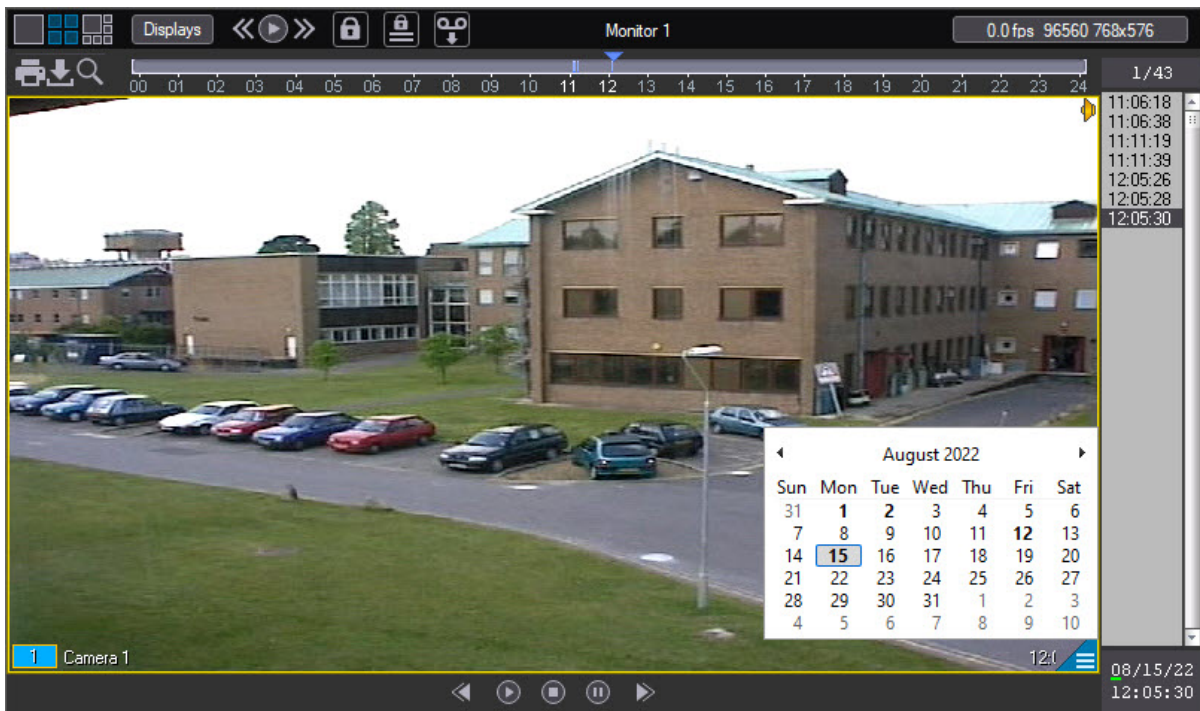 Displays
Monitor 1
0.0 fps 96560 768x576
00 01 02 03 04 05 06 07 08 09 10 11 12 13 14 15 16 17 18 19 20 21 22 23 24
1/43
11:06:18
11:06:38
11:11:19
11:11:39
12:05:26
12:05:28
12:05:30
August 2022
Sun Mon Tue Wed Thu Fri Sat
31 1 2 3 4 5 6
7 8 9 10 11 12 13
14 15 16 17 18 19 20
21 22 23 24 25 26 27
28 29 30 31 1 2 3
4 5 6 7 8 9 10
1 Camera 1
08/15/22
12:05:30